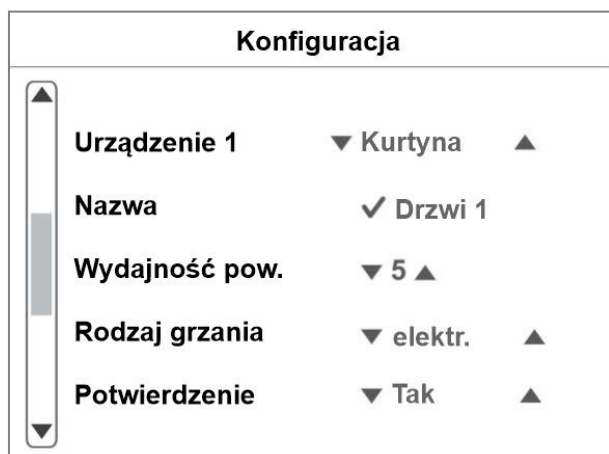 Konfiguracja
Urządzenie 1 ▼ Kurtyna ▲
Nazwa ✓ Drzwi 1
Wydajność pow. ▼ 5 ▲
Rodzaj grzania ▼ elektr. ▲
Potwierdzenie ▼ Tak ▲